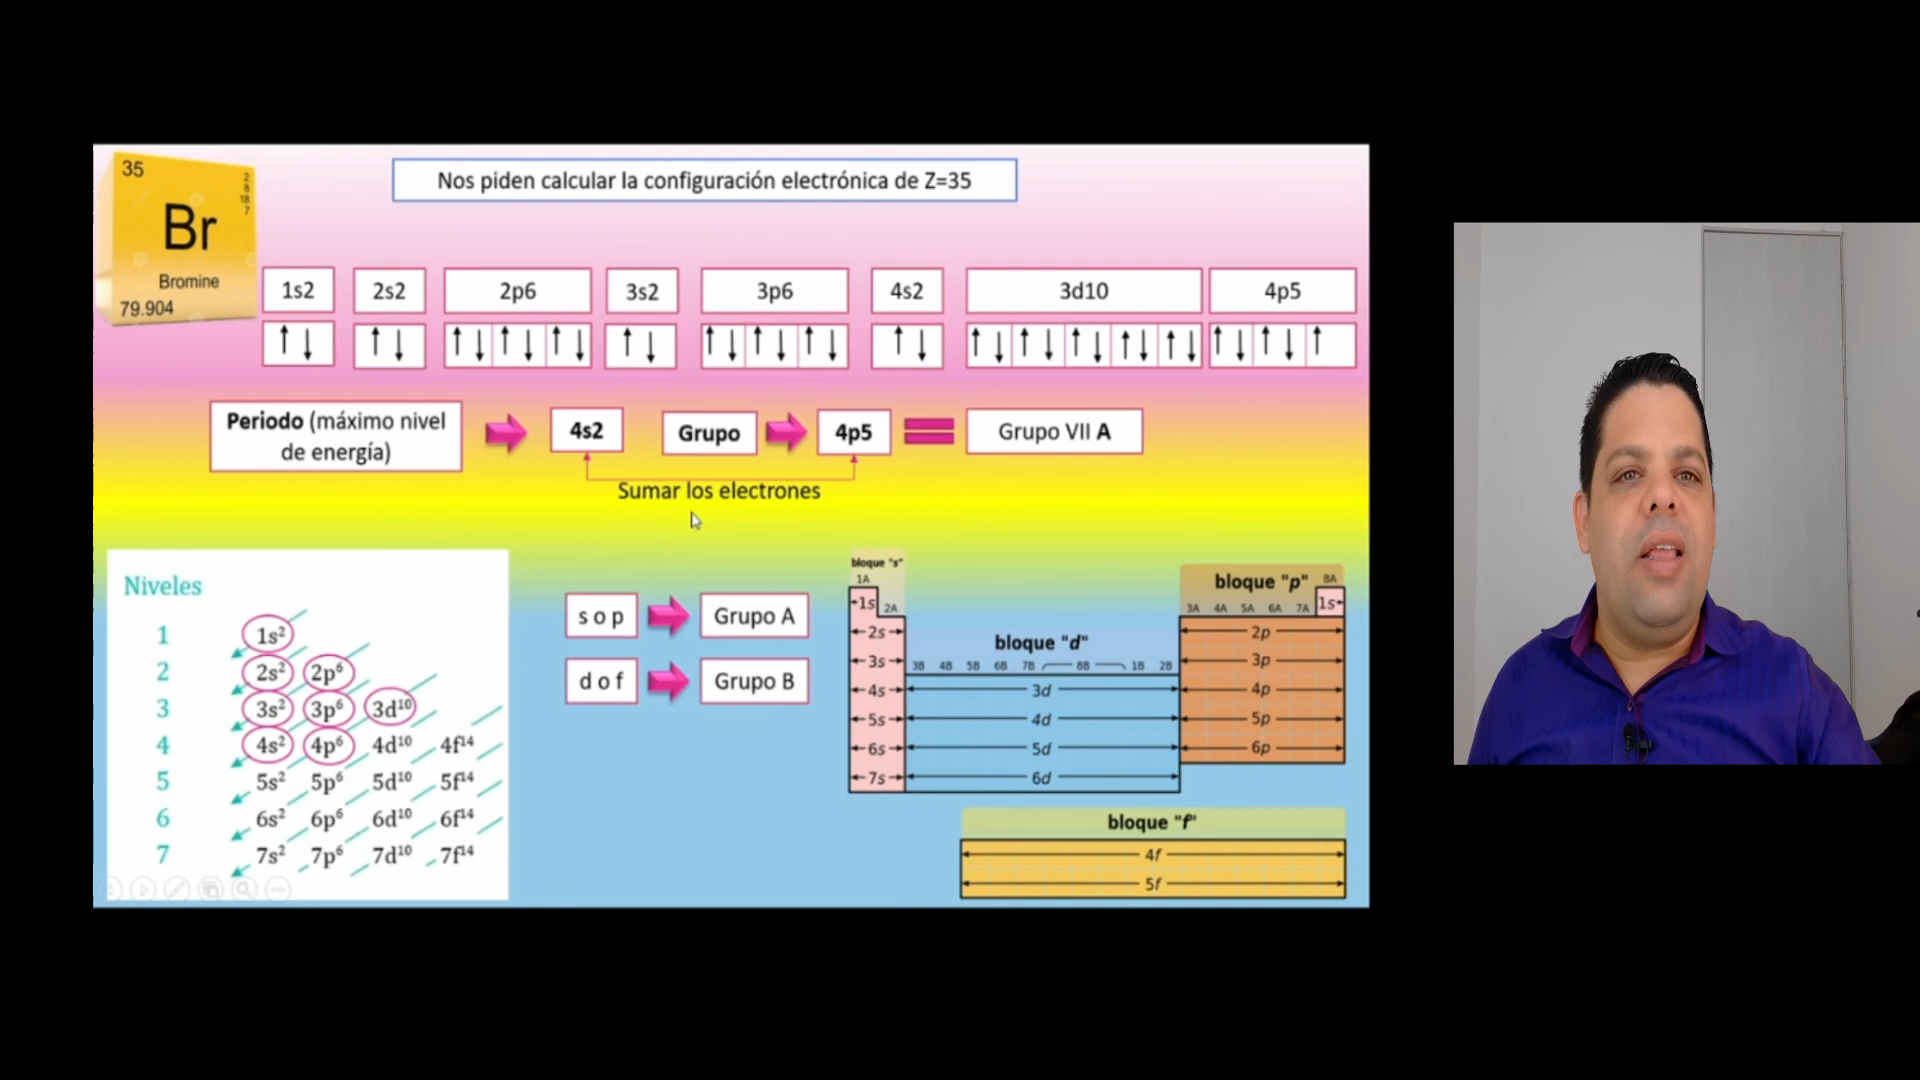 35
2
8
18
7
Br
Bromine
79.904
Nos piden calcular la configuración electrónica de Z=35
1s2 2s2 2p6 3s2 3p6 4s2 3d10 4p5
Periodo (máximo nivel
de energía)
4s2
Grupo
4p5
Grupo VII A
Sumar los electrones
Niveles
1 1s²
2 2s² 2p⁶
3 3s² 3p⁶ 3d¹⁰
4 4s² 4p⁶ 4d¹⁰ 4f¹⁴
5 5s² 5p⁶ 5d¹⁰ 5f¹⁴
6 6s² 6p⁶ 6d¹⁰ 6f¹⁴
7 7s² 7p⁶ 7d¹⁰ 7f¹⁴
s o p
Grupo A
d o f
Grupo B
bloque "s"
1A
1s 2A
2s
3s
4s
5s
6s
7s
bloque "d"
3B 4B 5B 6B 7B 8B 1B 2B
3d
4d
5d
6d
bloque "p" 8A
3A 4A 5A 6A 7A 1s
2p
3p
4p
5p
6p
bloque "f"
4f
5f